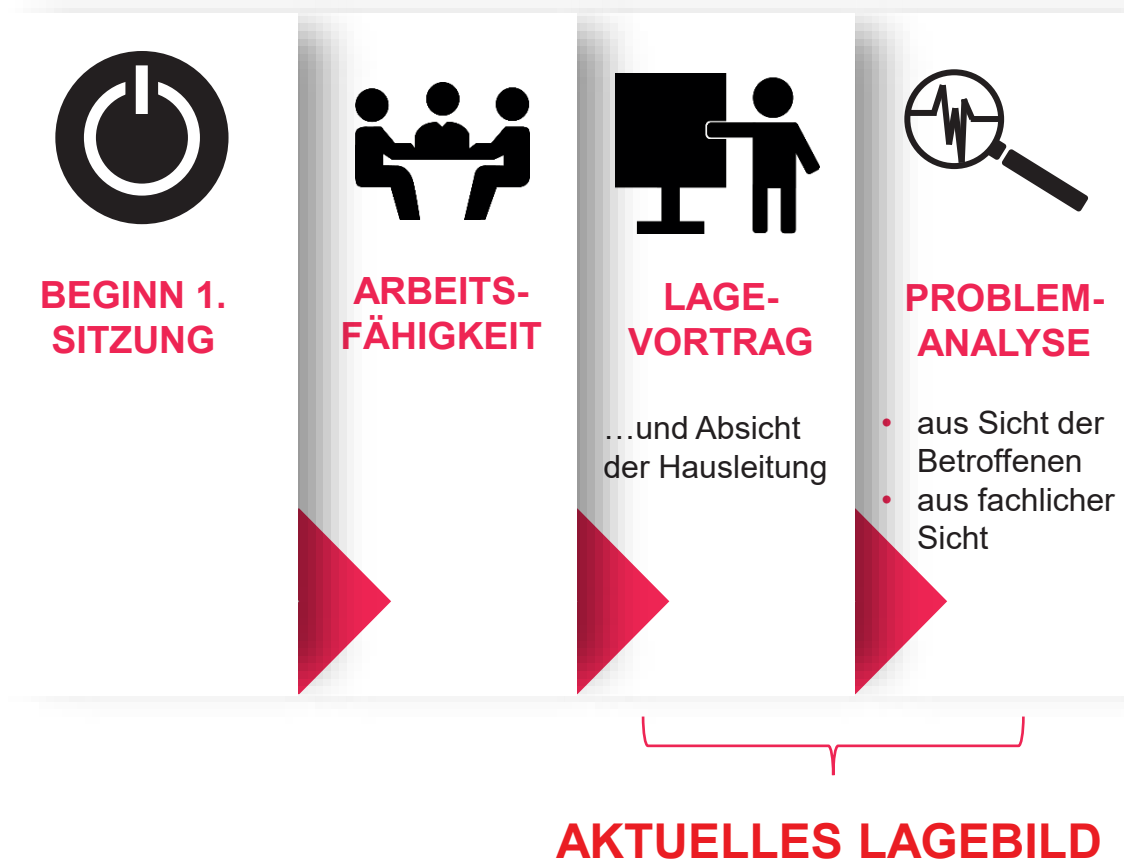 BEGINN 1.
SITZUNG
ARBEITS-
FÄHIGKEIT
LAGE-
VORTRAG
…und Absicht
der Hausleitung
PROBLEM-
ANALYSE
• aus Sicht der
Betroffenen
• aus fachlicher
Sicht
AKTUELLES LAGEBILD